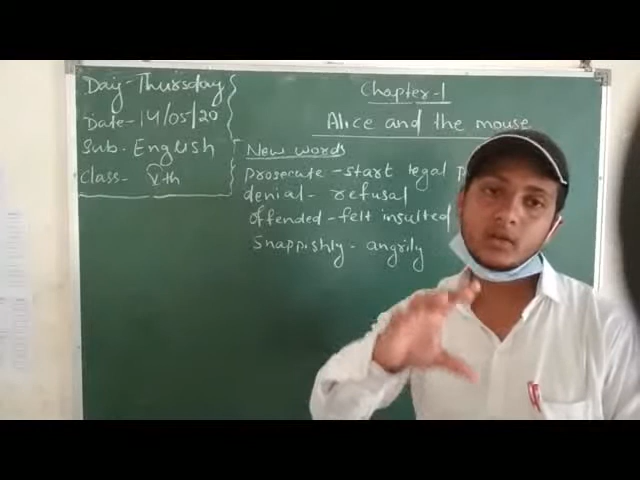 Day-Thursday
Date-14/05/20
Sub. English
Class- Vth
Chapter-1
Alice and the mouse
New words
prosecute - start legal
denial - refusal
Offended - felt insulted
Snappishly - angrily